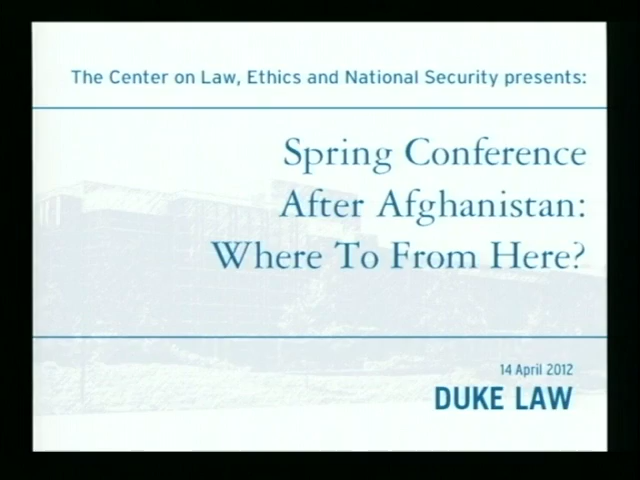 The Center on Law, Ethics and National Security presents:
Spring Conference
After Afghanistan:
Where To From Here?
14 April 2012
DUKE LAW